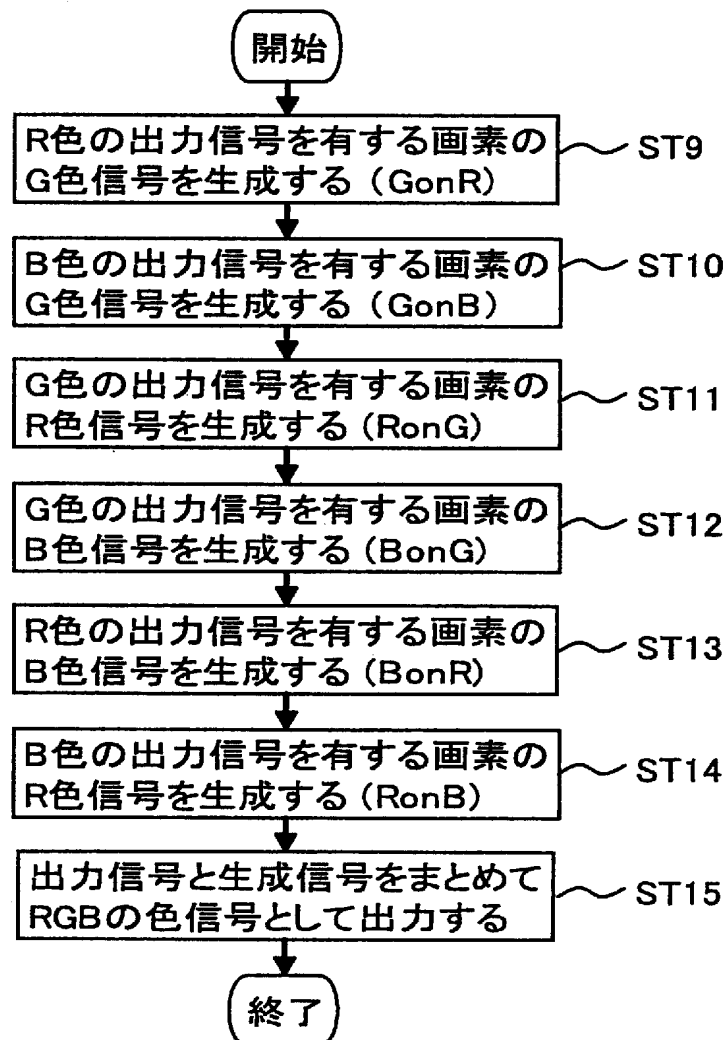 開始
R色の出力信号を有する画素の
G色信号を生成する (GonR)
ST9
B色の出力信号を有する画素の
G色信号を生成する (GonB)
ST10
G色の出力信号を有する画素の
R色信号を生成する (RonG)
ST11
G色の出力信号を有する画素の
B色信号を生成する (BonG)
ST12
R色の出力信号を有する画素の
B色信号を生成する (BonR)
ST13
B色の出力信号を有する画素の
R色信号を生成する (RonB)
ST14
出力信号と生成信号をまとめて
RGBの色信号として出力する
ST15
終了